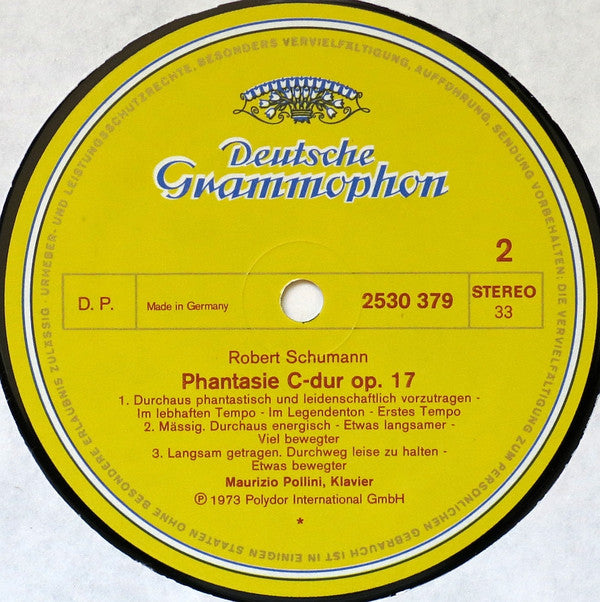 Deutsche
Grammophon
2
D. P.
Made in Germany
2530 379
STEREO
33
Robert Schumann
Phantasie C-dur op. 17
1. Durchaus phantastisch und leidenschaftlich vorzutragen -
Im lebhaften Tempo - Im Legendenton - Erstes Tempo
2. Mässig. Durchaus energisch - Etwas langsamer -
Viel bewegter
3. Langsam getragen. Durchweg leise zu halten -
Etwas bewegter
Maurizio Pollini, Klavier
Ⓟ 1973 Polydor International GmbH
*
URHEBER- UND LEISTUNGSSCHUTZRECHTE, BESONDERS VERVIELFÄLTIGUNG, AUFFÜHRUNG, SENDUNG VORBEHALTEN: DIE VERVIELFÄLTIGUNG ZUM PERSÖNLICHEN GEBRAUCH IST IN EINIGEN STAATEN OHNE BESONDERE ERLAUBNIS ZULÄSSIG ·